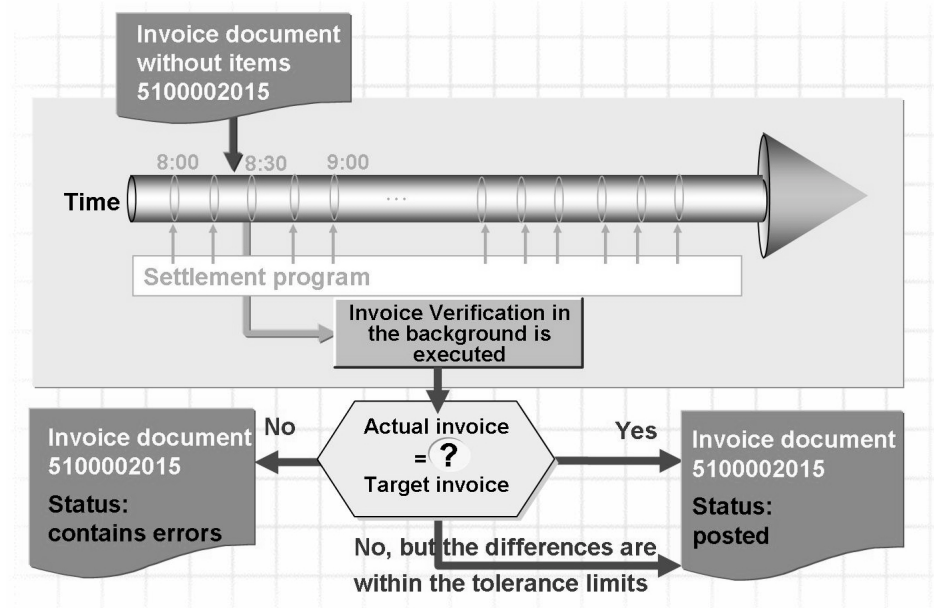 Invoice document
without items
5100002015
8:00 8:30 9:00
Time
...
Settlement program
Invoice Verification in
the background is
executed
No
Actual invoice
= ?
Target invoice
Yes
Invoice document
5100002015
Status:
contains errors
Invoice document
5100002015
Status:
posted
No, but the differences are
within the tolerance limits